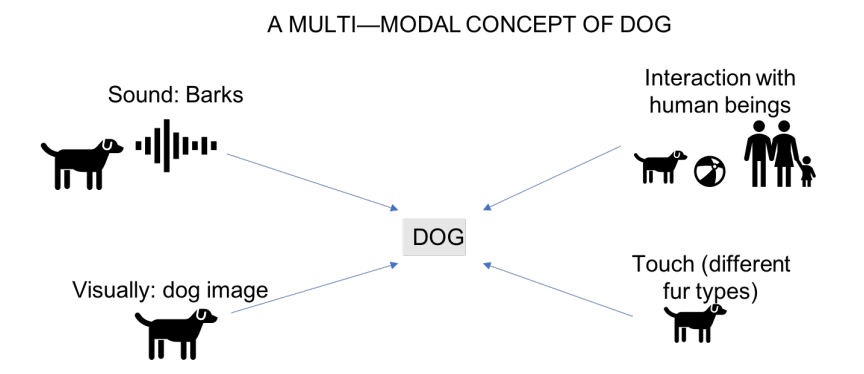 A MULTI—MODAL CONCEPT OF DOG
Sound: Barks
Interaction with
human beings
DOG
Visually: dog image
Touch (different
fur types)